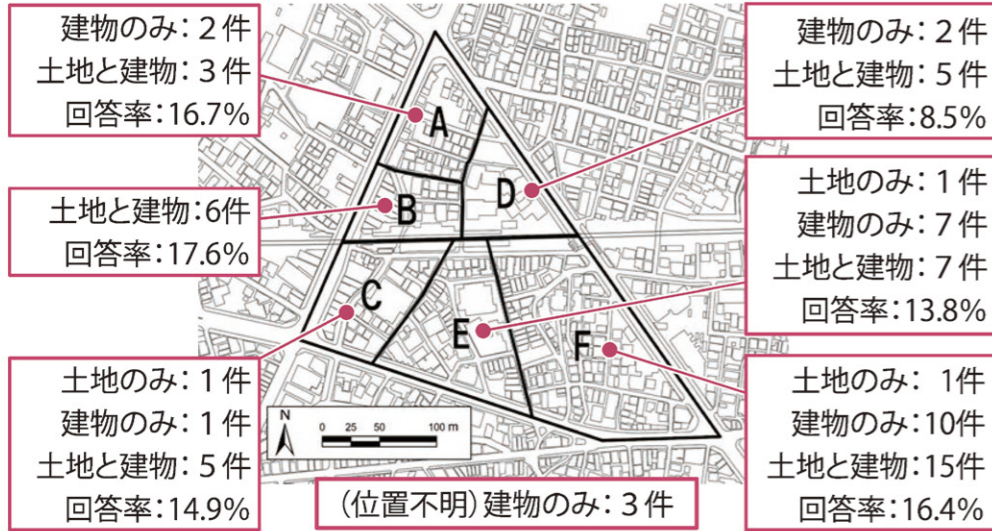 建物のみ：2件
土地と建物：3件
回答率：16.7%
土地と建物：6件
回答率：17.6%
土地のみ：1件
建物のみ：1件
土地と建物：5件
回答率：14.9%
建物のみ：2件
土地と建物：5件
回答率：8.5%
土地のみ：1件
建物のみ：7件
土地と建物：7件
回答率：13.8%
土地のみ：1件
建物のみ：10件
土地と建物：15件
回答率：16.4%
A
B
D
C
E
F
N
0 25 50 100 m
（位置不明）建物のみ：3件